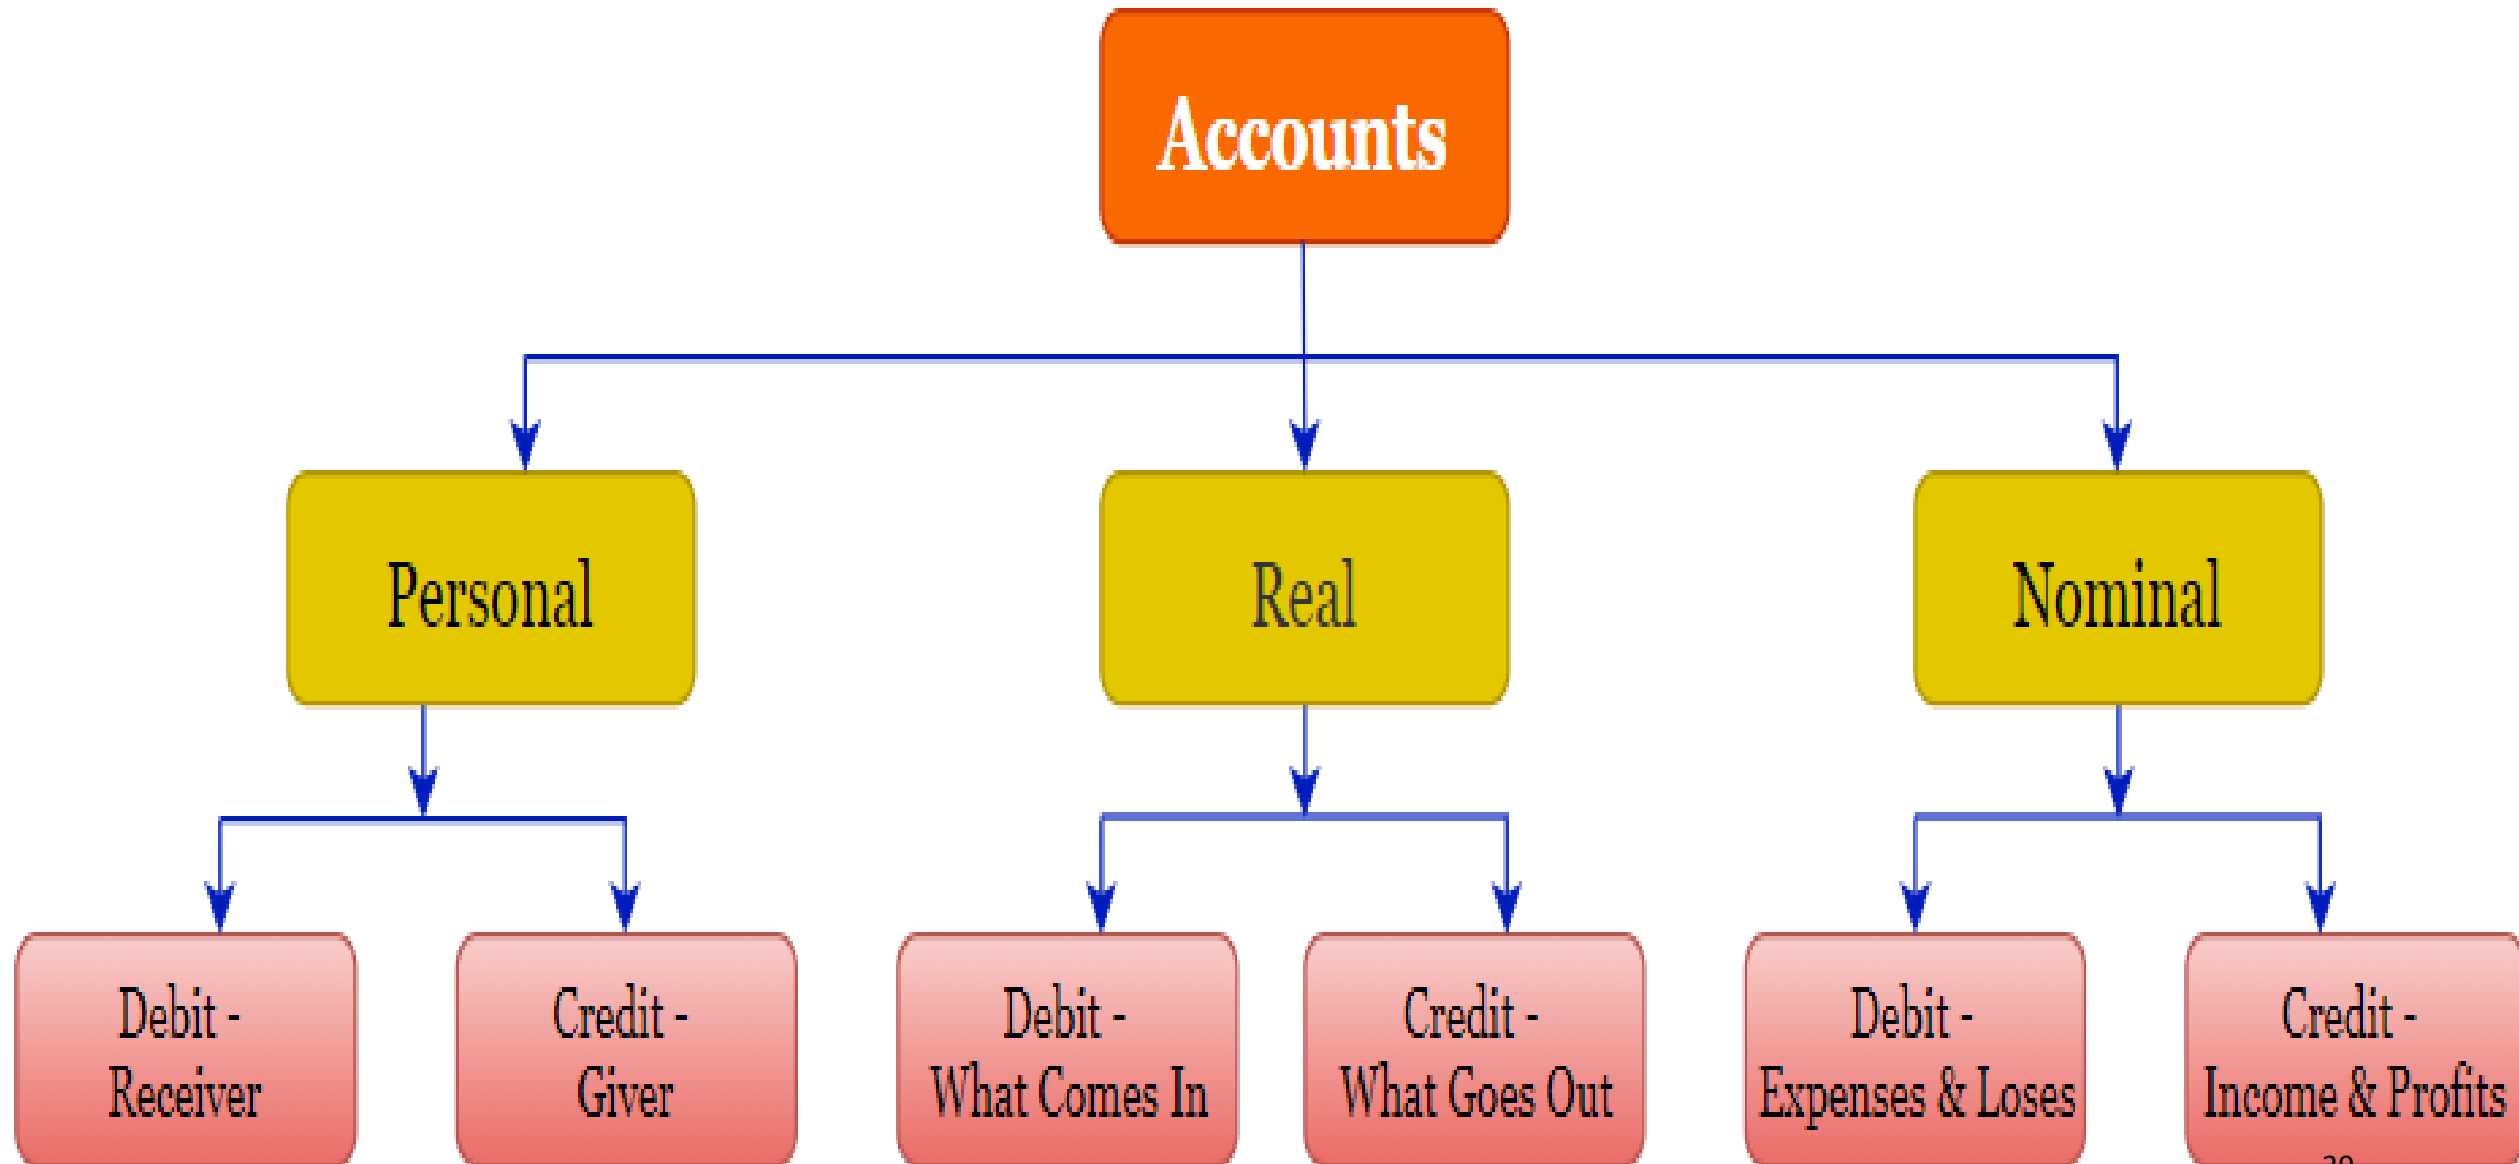 Accounts
Personal
Real
Nominal
Debit -
Receiver
Credit -
Giver
Debit -
What Comes In
Credit -
What Goes Out
Debit -
Expenses & Loses
Credit -
Income & Profits